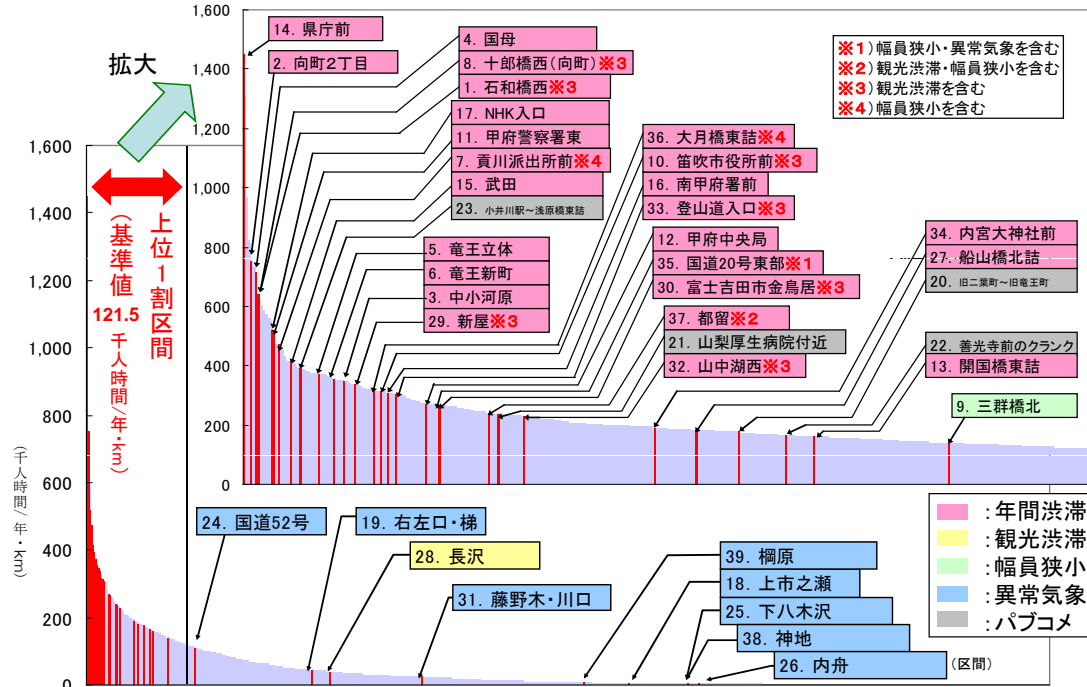 1,600
1,400
1,200
1,000
800
600
400
200
0
14. 県庁前
2. 向町2丁目
4. 国母
8. 十郎橋西(向町)※3
1. 石和橋西※3
17. NHK入口
11. 甲府警察署東
7. 貢川派出所前※4
15. 武田
23. 小井川駅～浅原橋東詰
5. 竜王立体
6. 竜王新町
3. 中小河原
29. 新屋※3
36. 大月橋東詰※4
10. 笛吹市役所前※3
16. 南甲府署前
33. 登山道入口※3
12. 甲府中央局
35. 国道20号東部※1
30. 富士吉田市金鳥居※3
37. 都留※2
21. 山梨厚生病院付近
32. 山中湖西※3
34. 内宮大神社前
27. 船山橋北詰
20. 旧二葉町～旧竜王町
22. 善光寺前のクランク
13. 開国橋東詰
9. 三群橋北
※1)幅員狭小・異常気象を含む
※2)観光渋滞・幅員狭小を含む
※3)観光渋滞を含む
※4)幅員狭小を含む
拡大
上位1割区間
(基準値 121.5 千人時間/年・km)
1,600
1,400
1,200
1,000
800
600
400
200
0
(千人時間/年・km)
24. 国道52号
19. 右左口・梯
28. 長沢
31. 藤野木・川口
39. 橺原
18. 上市之瀬
25. 下八木沢
38. 神地
26. 内舟
(区間)
:年間渋滞
:観光渋滞
:幅員狭小
:異常気象
:パブコメ